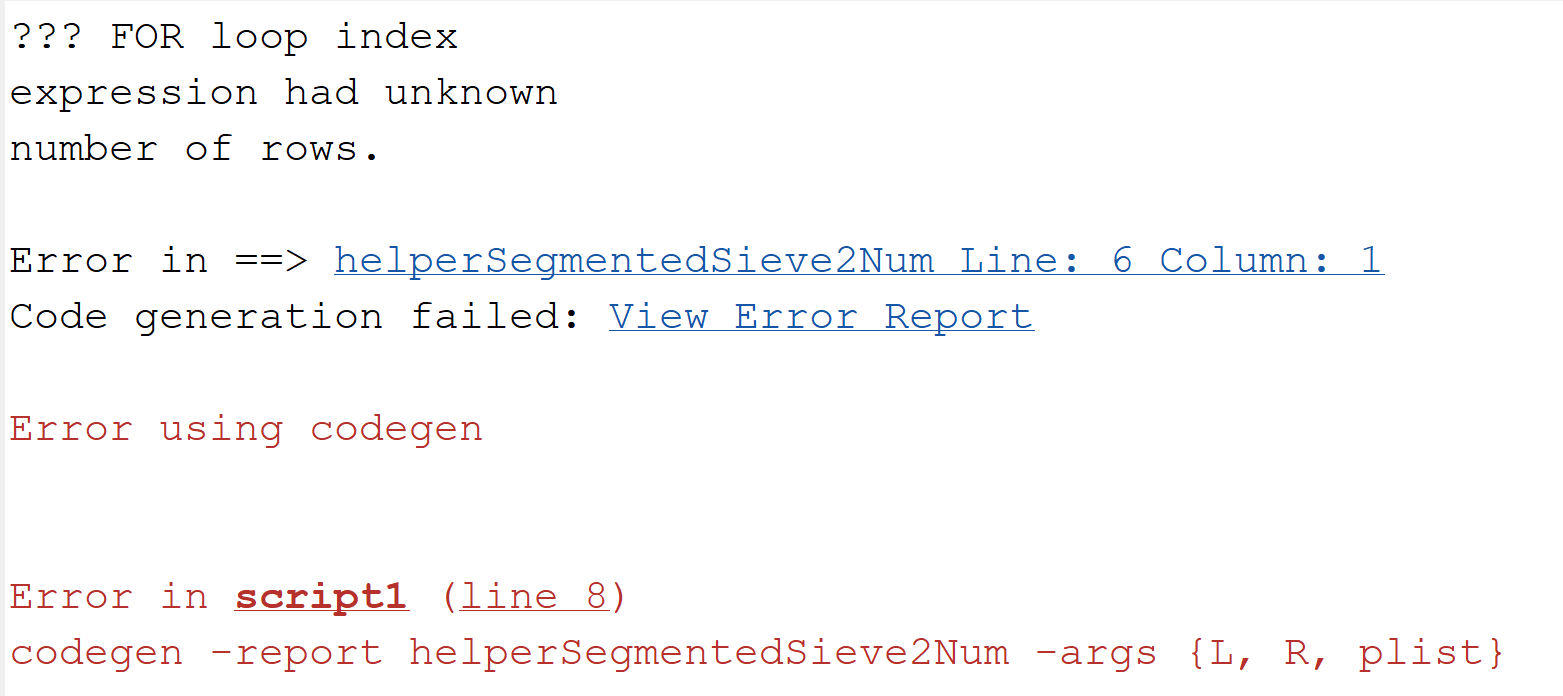 ??? FOR loop index
expression had unknown
number of rows.
Error in ==> helperSegmentedSieve2Num Line: 6 Column: 1
Code generation failed: View Error Report
Error using codegen
Error in script1 (line 8)
codegen -report helperSegmentedSieve2Num -args {L, R, plist}